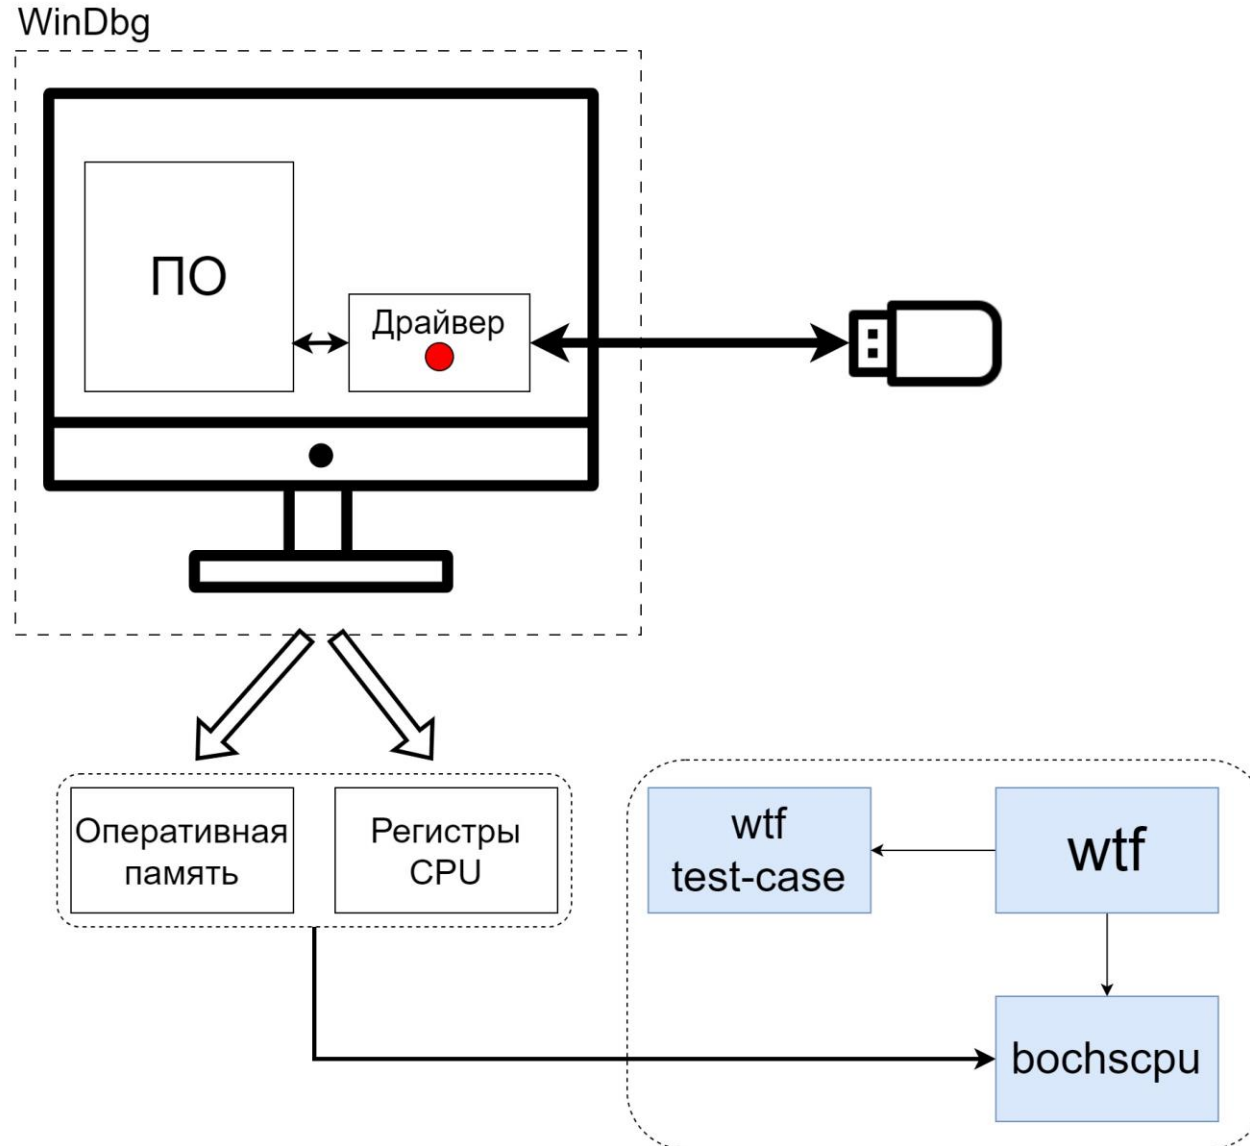 WinDbg
ПО
Драйвер
Оперативная
память
Регистры
CPU
wtf
test-case
wtf
bochscpu